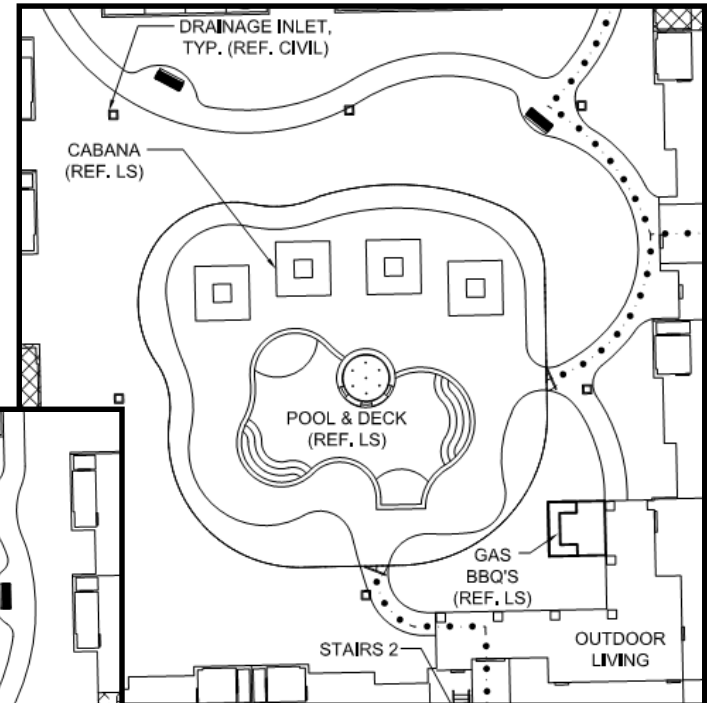 DRAINAGE INLET,
TYP. (REF. CIVIL)
CABANA
(REF. LS)
POOL & DECK
(REF. LS)
GAS
BBQ'S
(REF. LS)
OUTDOOR
LIVING
STAIRS 2